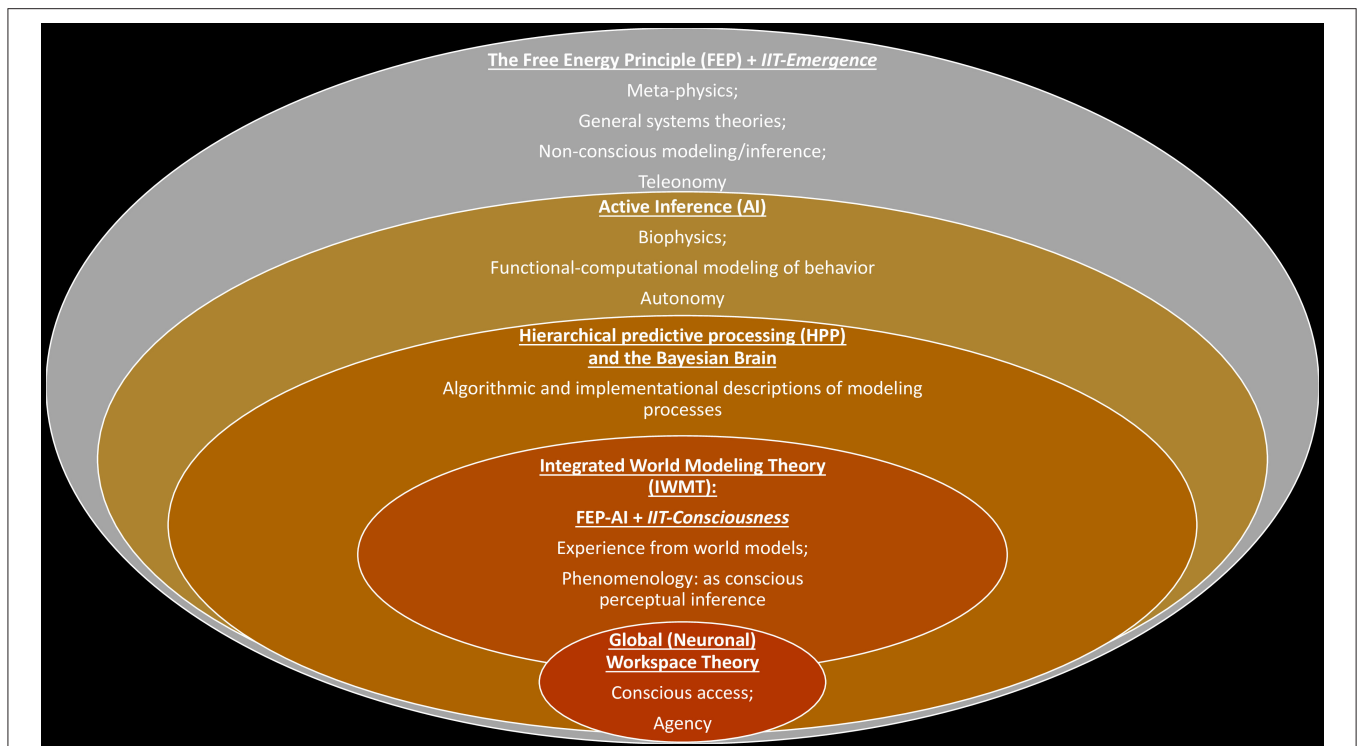 The Free Energy Principle (FEP) + IIT-Emergence
Meta-physics;
General systems theories;
Non-conscious modeling/inference;
Teleonomy
Active Inference (AI)
Biophysics;
Functional-computational modeling of behavior
Autonomy
Hierarchical predictive processing (HPP)
and the Bayesian Brain
Algorithmic and implementational descriptions of modeling
processes
Integrated World Modeling Theory
(IWMT):
FEP-AI + IIT-Consciousness
Experience from world models;
Phenomenology: as conscious
perceptual inference
Global (Neuronal)
Workspace Theory
Conscious access;
Agency